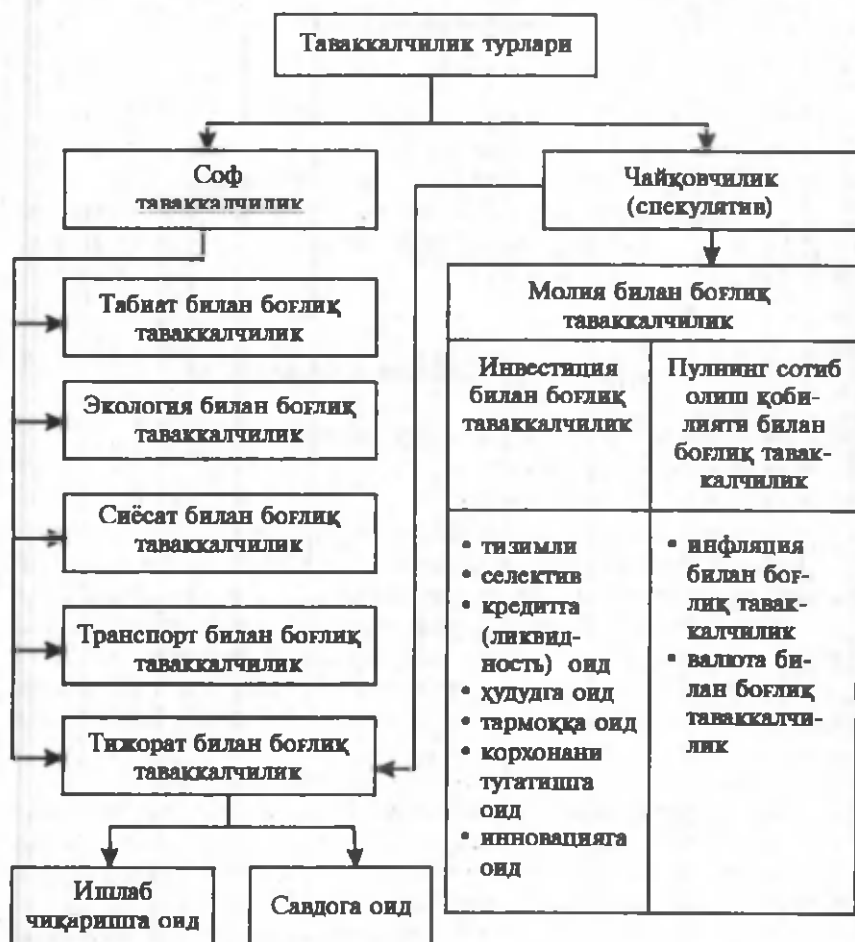 Таваккалчилик турлари
Соф
таваккалчилик
Чайқовчилик
(спекулятив)
Табиат билан боғлиқ
таваккалчилик
Экология билан боғлиқ
таваккалчилик
Сиёсат билан боғлиқ
таваккалчилик
Транспорт билан боғлиқ
таваккалчилик
Тижорат билан боғлиқ
таваккалчилик
Ишлаб
чиқаришга оид
Савдога оид
Молия билан боғлиқ
таваккалчилик
Инвестиция
билан боғлиқ
таваккалчилик
Пулнинг сотиб
олиш қоби-
лияти билан
боғлиқ тавак-
калчилик
• тизимли
• селектив
• кредитга
(ликвид-
ность) оид
• ҳудудга оид
• тармоққа оид
• корхонани
тугатишга
оид
• инновацияга
оид
• инфляция
билан боғ-
лиқ тавак-
калчилик
• валюта би-
лан боғлиқ
таваккалчи-
лик